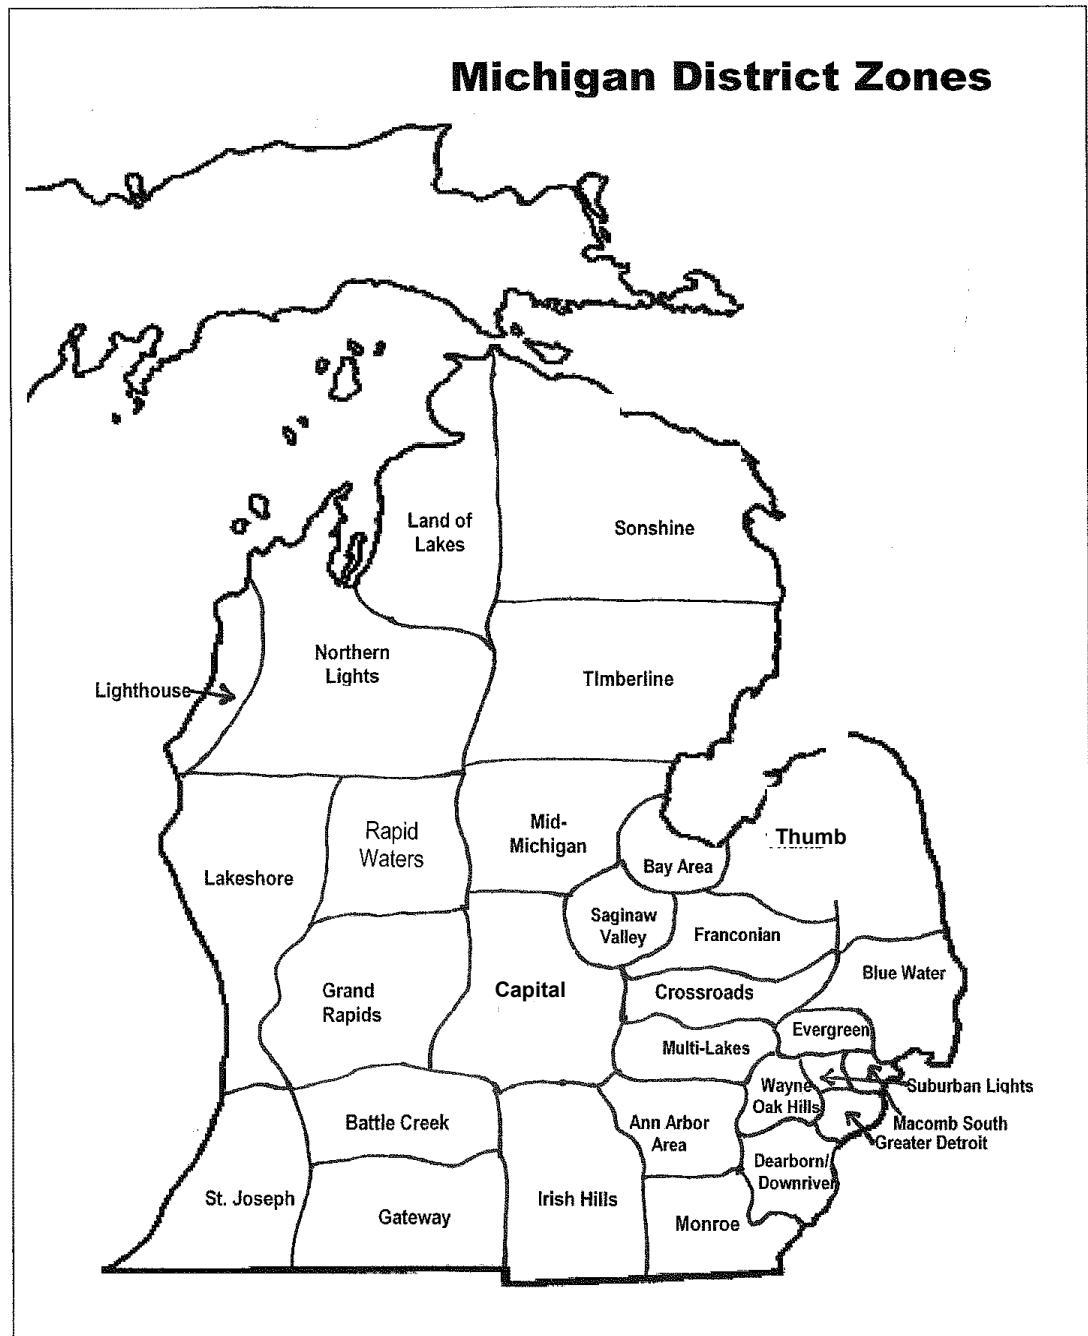 Michigan District Zones
Land of
Lakes
Sonshine
Northern
Lights
TImberline
Lighthouse
Mid-
Michigan
Rapid
Waters
Thumb
Bay Area
Lakeshore
Saginaw
Valley
Franconian
Blue Water
Grand
Rapids
Capital
Crossroads
Evergreen
Multi-Lakes
Wayne
Oak Hills
Suburban Lights
Macomb South
Greater Detroit
Battle Creek
Ann Arbor
Area
Dearborn/
Downriver
St. Joseph
Gateway
Irish Hills
Monroe